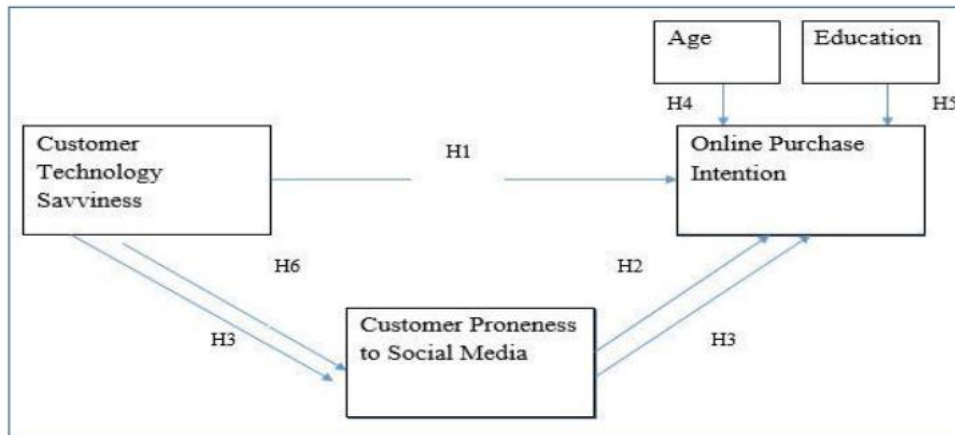 Age
Education
H4
H5
Customer
Technology
Savviness
H1
Online Purchase
Intention
H6
H2
H3
Customer Proneness
to Social Media
H3